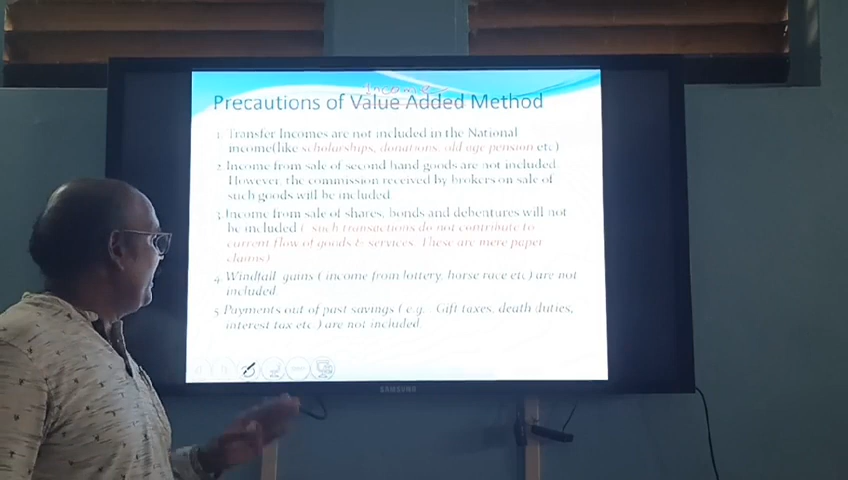 Income
Precautions of Value Added Method
1. Transfer Incomes are not included in the National
income(like scholarships, donations, old age pension etc)
2. Income from sale of second hand goods are not included.
However, the commission received by brokers on sale of
such goods will be included
3. Income from sale of shares, bonds and debentures will not
be included ( such transactions do not contribute to
current flow of goods & services. These are mere paper
claims)
4. Windfall gains ( income from lottery, horse race etc) are not
included.
5. Payments out of past savings ( e.g. Gift taxes, death duties,
interest tax etc.) are not included.
SAMSUNG